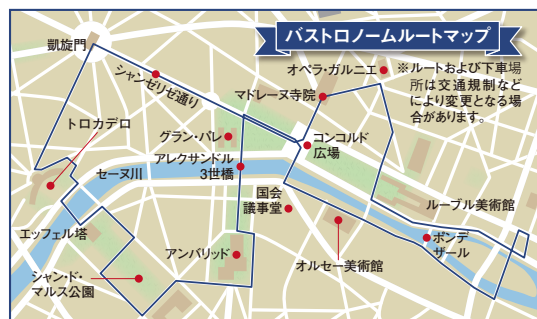 バストロノームルートマップ
凱旋門
シャンゼリゼ通り
オペラ・ガルニエ
※ルートおよび下車場
所は交通規制など
により変更となる場
合があります。
マドレーヌ寺院
トロカデロ
グラン・パレ
コンコルド
広場
アレクサンドル
3世橋
セーヌ川
国会
議事堂
ルーブル美術館
エッフェル塔
アンバリッド
オルセー美術館
ポンデ
ザール
シャン・ド・
マルス公園